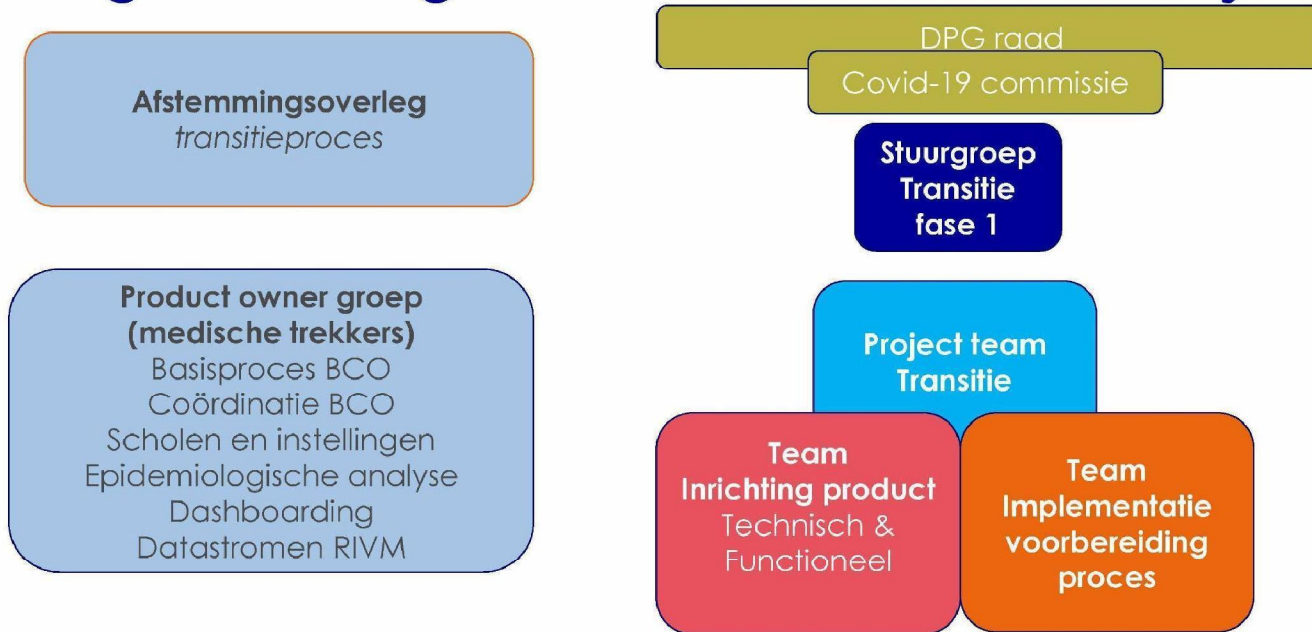 Afstemmingsoverleg
transitieproces
Product owner groep
(medische trekkers)
Basisproces BCO
Coördinatie BCO
Scholen en instellingen
Epidemiologische analyse
Dashboarding
Datastromen RIVM
DPG raad
Covid-19 commissie
Stuurgroep
Transitie
fase 1
Project team
Transitie
Team
Inrichting product
Technisch &
Functioneel
Team
Implementatie
voorbereiding
proces